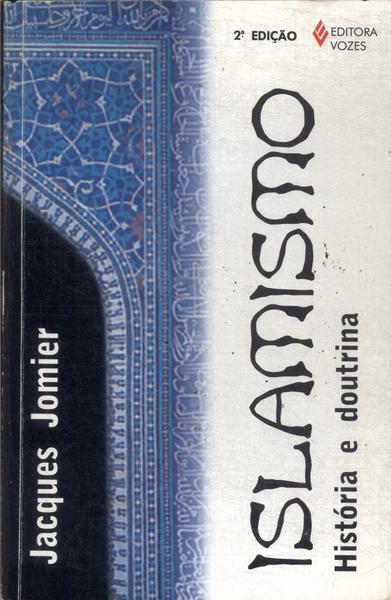 2ª EDIÇÃO
EDITORA
VOZES
ISLAMISMO
História e doutrina
Jacques Jomier